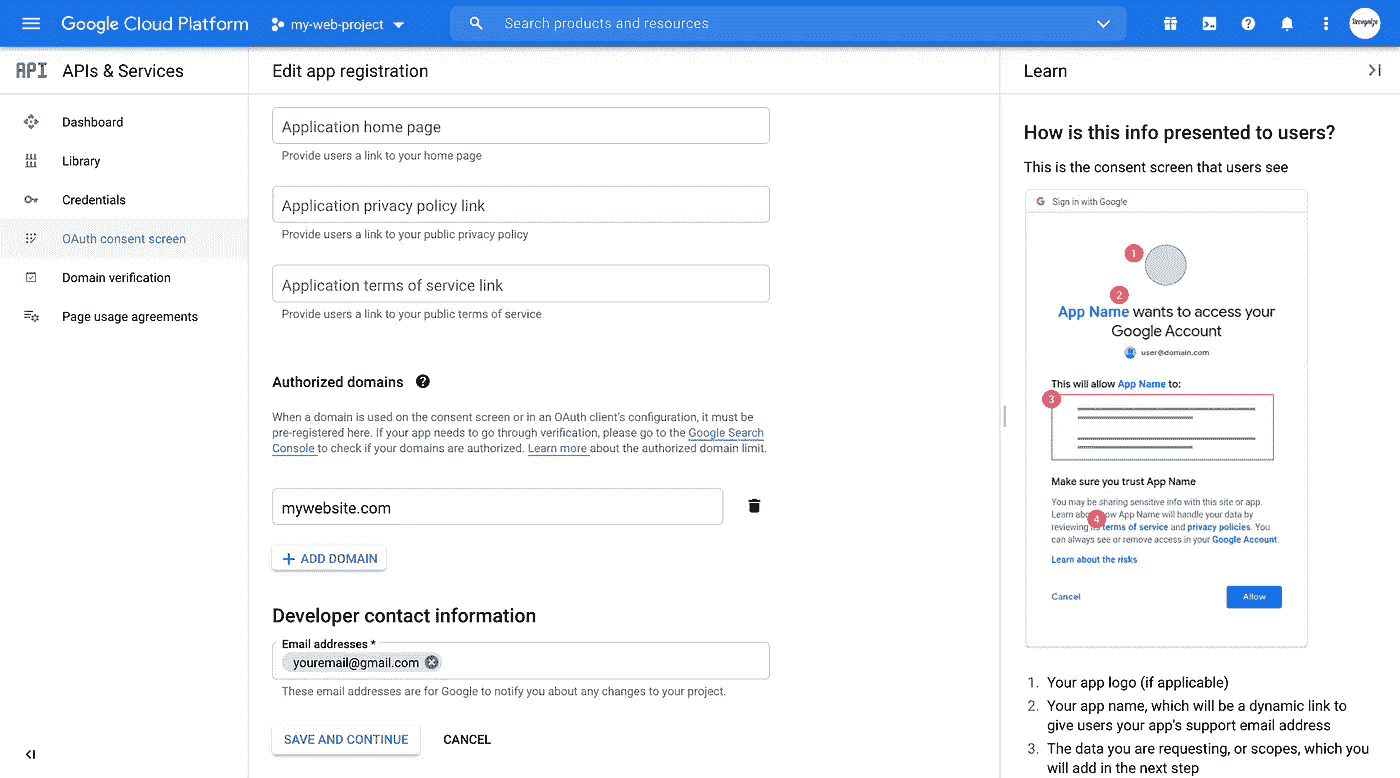 Google Cloud Platform
my-web-project
Search products and resources
API
APIs & Services
Dashboard
Library
Credentials
OAuth consent screen
Domain verification
Page usage agreements
Edit app registration
Application home page
Provide users a link to your home page
Application privacy policy link
Provide users a link to your public privacy policy
Application terms of service link
Provide users a link to your public terms of service
Authorized domains
When a domain is used on the consent screen or in an OAuth client's configuration, it must be
pre-registered here. If your app needs to go through verification, please go to the Google Search
Console to check if your domains are authorized. Learn more about the authorized domain limit.
mywebsite.com
ADD DOMAIN
Developer contact information
Email addresses *
youremail@gmail.com
These email addresses are for Google to notify you about any changes to your project.
SAVE AND CONTINUE
CANCEL
Learn
How is this info presented to users?
This is the consent screen that users see
G Sign in with Google
1
2
App Name wants to access your
Google Account
user@domain.com
This will allow App Name to:
3
Make sure you trust App Name
You may be sharing sensitive info with this site or app.
Learn about how App Name will handle your data by
4
reviewing its terms of service and privacy policies. You
can always see or remove access in your Google Account.
Learn about the risks
Cancel
Allow
1. Your app logo (if applicable)
2. Your app name, which will be a dynamic link to
give users your app's support email address
3. The data you are requesting, or scopes, which you
will add in the next step